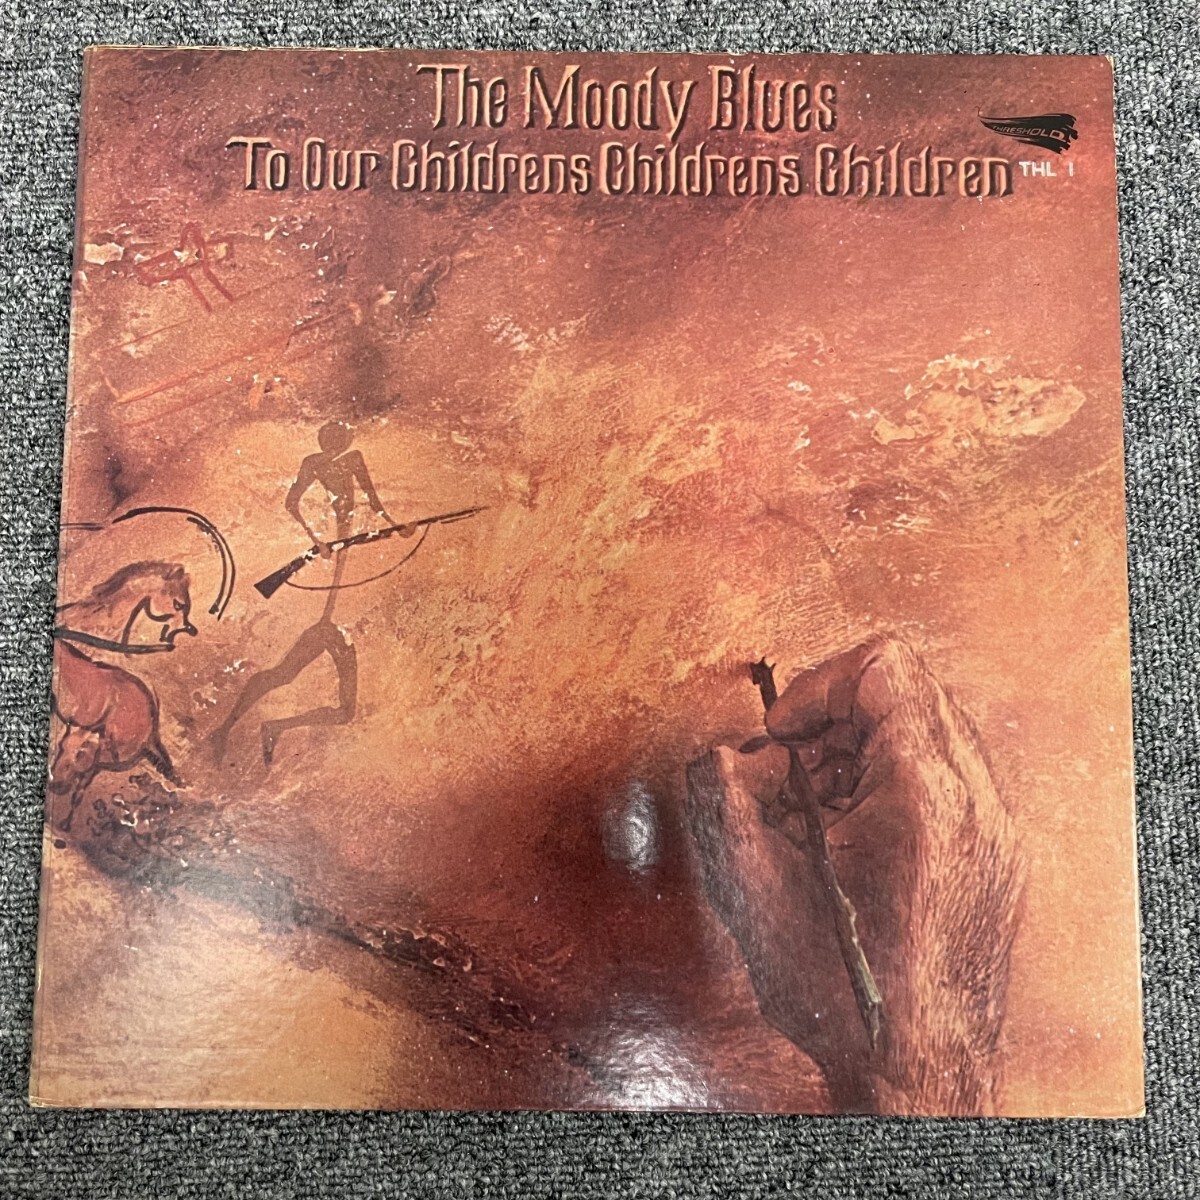 The Moody Blues
THRESHOLD
To Our Childrens Childrens Children
THL 1